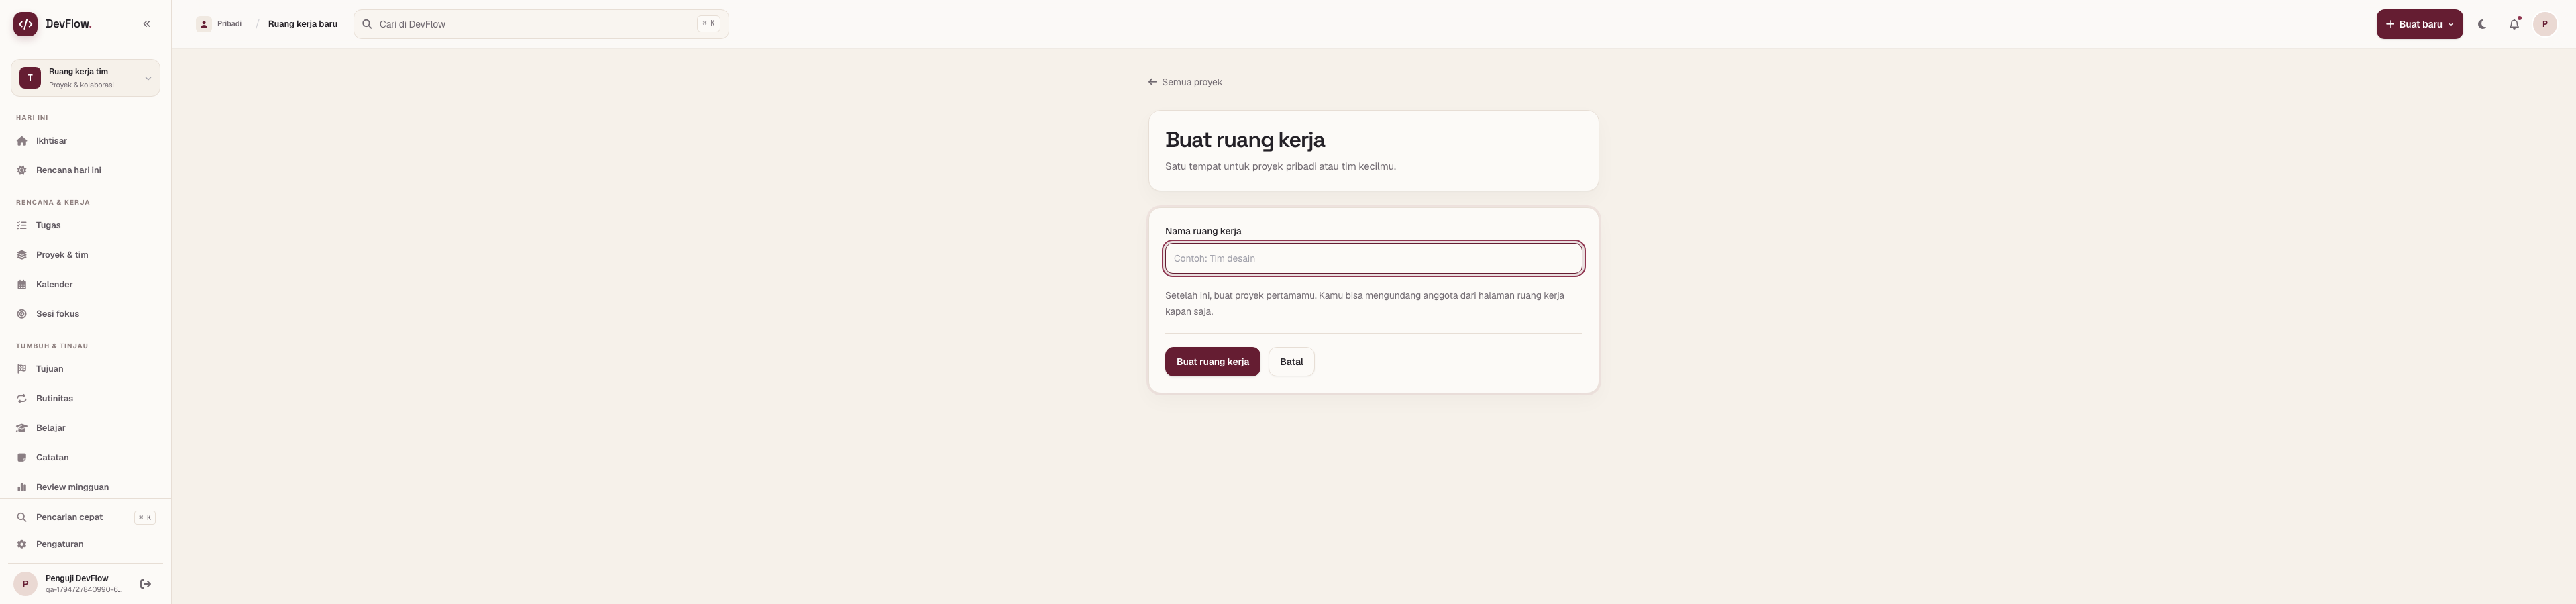 DevFlow.
Pribadi / Ruang kerja baru
Cari di DevFlow
⌘ K
Buat baru
P
T
Ruang kerja tim
Proyek & kolaborasi
HARI INI
Ikhtisar
Rencana hari ini
RENCANA & KERJA
Tugas
Proyek & tim
Kalender
Sesi fokus
TUMBUH & TINJAU
Tujuan
Rutinitas
Belajar
Catatan
Review mingguan
Pencarian cepat
⌘ K
Pengaturan
P
Penguji DevFlow
qa-1794727840990-6...
Semua proyek
Buat ruang kerja
Satu tempat untuk proyek pribadi atau tim kecilmu.
Nama ruang kerja
Contoh: Tim desain
Setelah ini, buat proyek pertamamu. Kamu bisa mengundang anggota dari halaman ruang kerja
kapan saja.
Buat ruang kerja
Batal